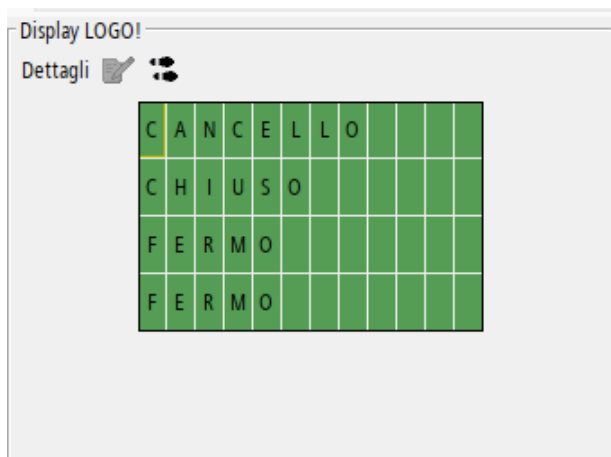 Display LOGO!
Dettagli
CANCELLO
CHIUSO
FERMO
FERMO